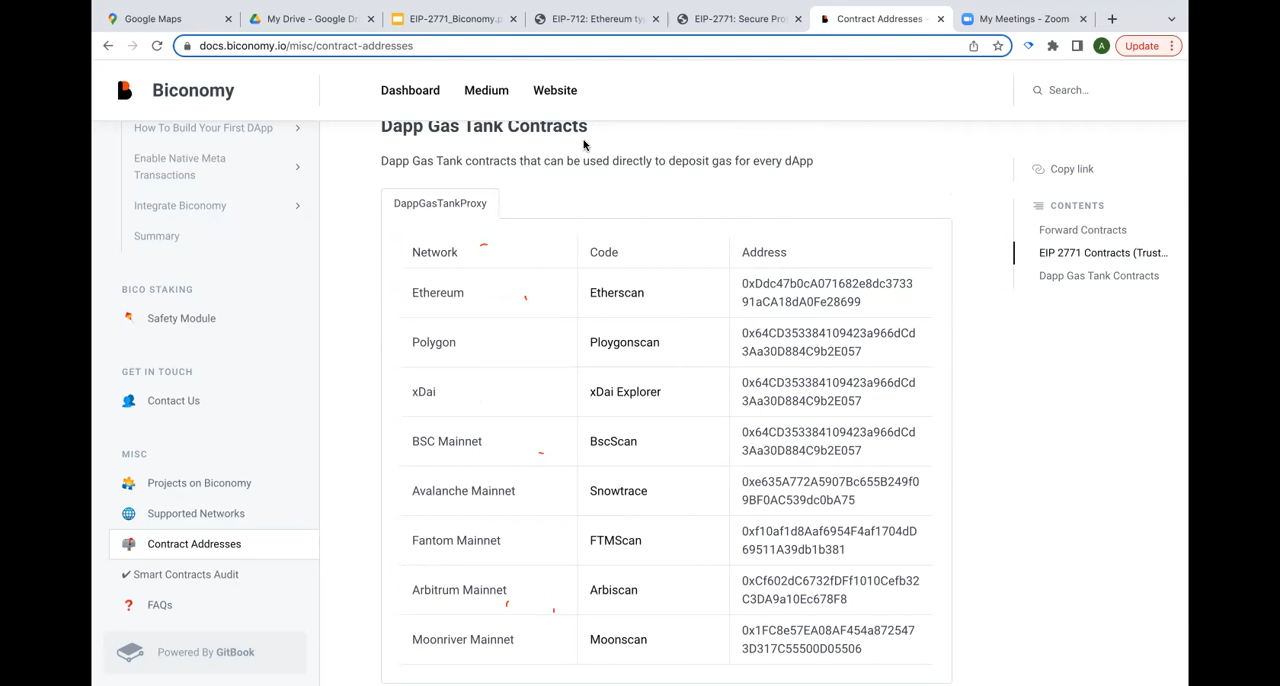 Google Maps
My Drive - Google Dr
EIP-2771_Biconomy.p
EIP-712: Ethereum ty
EIP-2771: Secure Pro
Contract Addresses -
My Meetings - Zoom
docs.biconomy.io/misc/contract-addresses
A
Update
Biconomy
Dashboard
Medium
Website
Search...
How To Build Your First DApp
Enable Native Meta
Transactions
Integrate Biconomy
Summary
BICO STAKING
Safety Module
GET IN TOUCH
Contact Us
MISC
Projects on Biconomy
Supported Networks
Contract Addresses
✔ Smart Contracts Audit
FAQs
Powered By GitBook
Dapp Gas Tank Contracts
Dapp Gas Tank contracts that can be used directly to deposit gas for every dApp
DappGasTankProxy
Network Code Address
Ethereum Etherscan 0xDdc47b0cA071682e8dc3733
91aCA18dA0Fe28699
Polygon Ploygonscan 0x64CD353384109423a966dCd
3Aa30D884C9b2E057
xDai xDai Explorer 0x64CD353384109423a966dCd
3Aa30D884C9b2E057
BSC Mainnet BscScan 0x64CD353384109423a966dCd
3Aa30D884C9b2E057
Avalanche Mainnet Snowtrace 0xe635A772A5907Bc655B249f0
9BF0AC539dc0bA75
Fantom Mainnet FTMScan 0xf10af1d8Aaf6954F4af1704dD
69511A39db1b381
Arbitrum Mainnet Arbiscan 0xCf602dC6732fDFf1010Cefb32
C3DA9a10Ec678F8
Moonriver Mainnet Moonscan 0x1FC8e57EA08AF454a872547
3D317C55500D05506
Copy link
CONTENTS
Forward Contracts
EIP 2771 Contracts (Trust...
Dapp Gas Tank Contracts